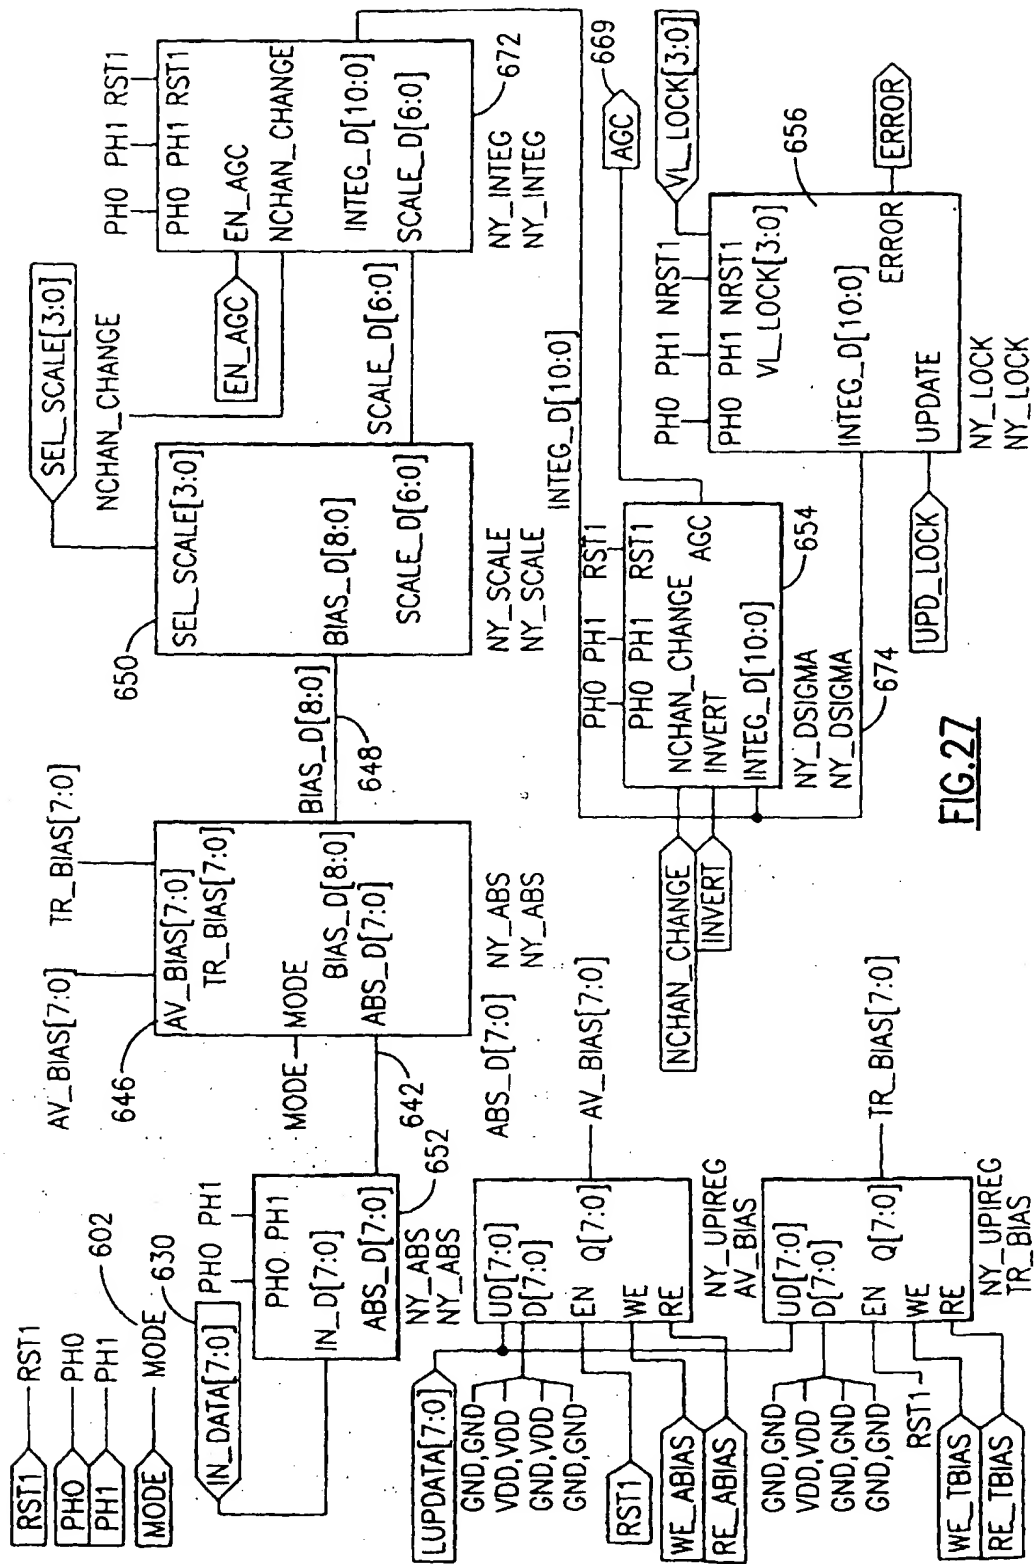 RST1
RST1
PH0
PH0
PH1
PH1
MODE
MODE
602
630
IN_DATA[7:0]
PH0 PH1
PH0 PH1
IN_D[7:0]
ABS_D[7:0]
652
NY_ABS
NY_ABS
642
AV_BIAS[7:0]
TR_BIAS[7:0]
646
AV_BIAS[7:0]
TR_BIAS[7:0]
MODE
MODE
BIAS_D[8:0]
ABS_D[7:0]
NY_ABS
NY_ABS
ABS_D[7:0]
BIAS_D[8:0]
648
650
SEL_SCALE[3:0]
NCHAN_CHANGE
SEL_SCALE[3:0]
BIAS_D[8:0]
SCALE_D[6:0]
NY_SCALE
NY_SCALE
SCALE_D[6:0]
EN_AGC
PH0 PH1 RST1
PH0 PH1 RST1
EN_AGC
NCHAN_CHANGE
INTEG_D[10:0]
SCALE_D[6:0]
672
NY_INTEG
NY_INTEG
INTEG_D[10:0]
LUPDATA[7:0]
GND,GND
VDD,VDD
GND,VDD
GND,GND
RST1
WE_ABIAS
RE_ABIAS
UD[7:0]
D[7:0]
EN
Q[7:0]
WE
RE
NY_UPIREG
AV_BIAS
AV_BIAS[7:0]
GND,GND
VDD,VDD
GND,GND
GND,GND
RST1
WE_TBIAS
RE_TBIAS
UD[7:0]
D[7:0]
EN
Q[7:0]
WE
RE
NY_UPIREG
TR_BIAS
TR_BIAS[7:0]
NCHAN_CHANGE
INVERT
PH0 PH1 RST1
PH0 PH1 RST1
NCHAN_CHANGE
AGC
INVERT
INTEG_D[10:0]
654
NY_DSIGMA
NY_DSIGMA
674
669
AGC
VL_LOCK[3:0]
PH0 PH1 NRST1
PH0 PH1 NRST1
VL_LOCK[3:0]
656
INTEG_D[10:0]
ERROR
ERROR
UPDATE
UPD_LOCK
NY_LOCK
NY_LOCK
FIG.27